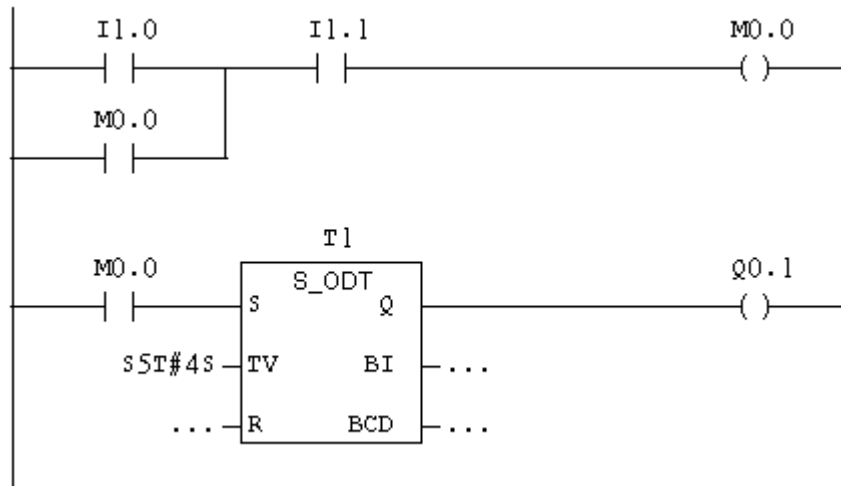 I1.0 I1.1 M0.0
M0.0
T1
M0.0 S_ODT Q0.1
S Q
S5T#4S TV BI ...
... R BCD ...